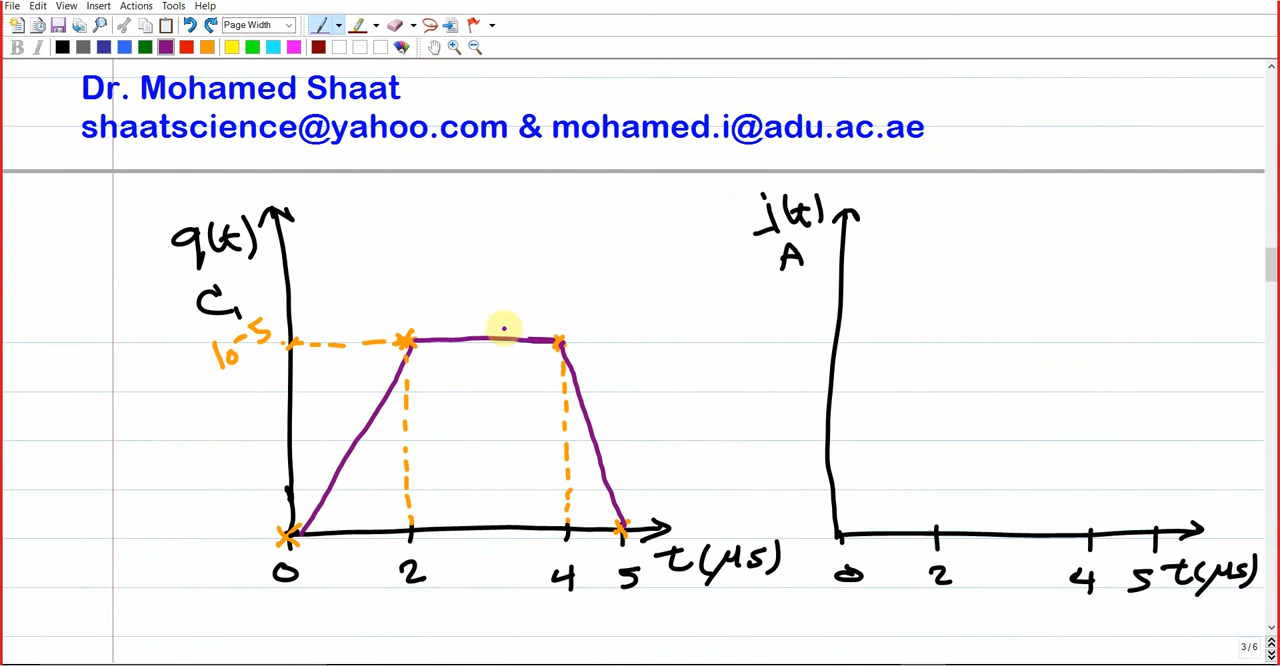 File Edit View Insert Actions Tools Help
Page Width
B I
Dr. Mohamed Shaat
shaatscience@yahoo.com & mohamed.i@adu.ac.ae
q(t)
C,
10^-5
0 2 4 5 t(μs)
j(t)
A
0 2 4 5 t(μs)
3/6